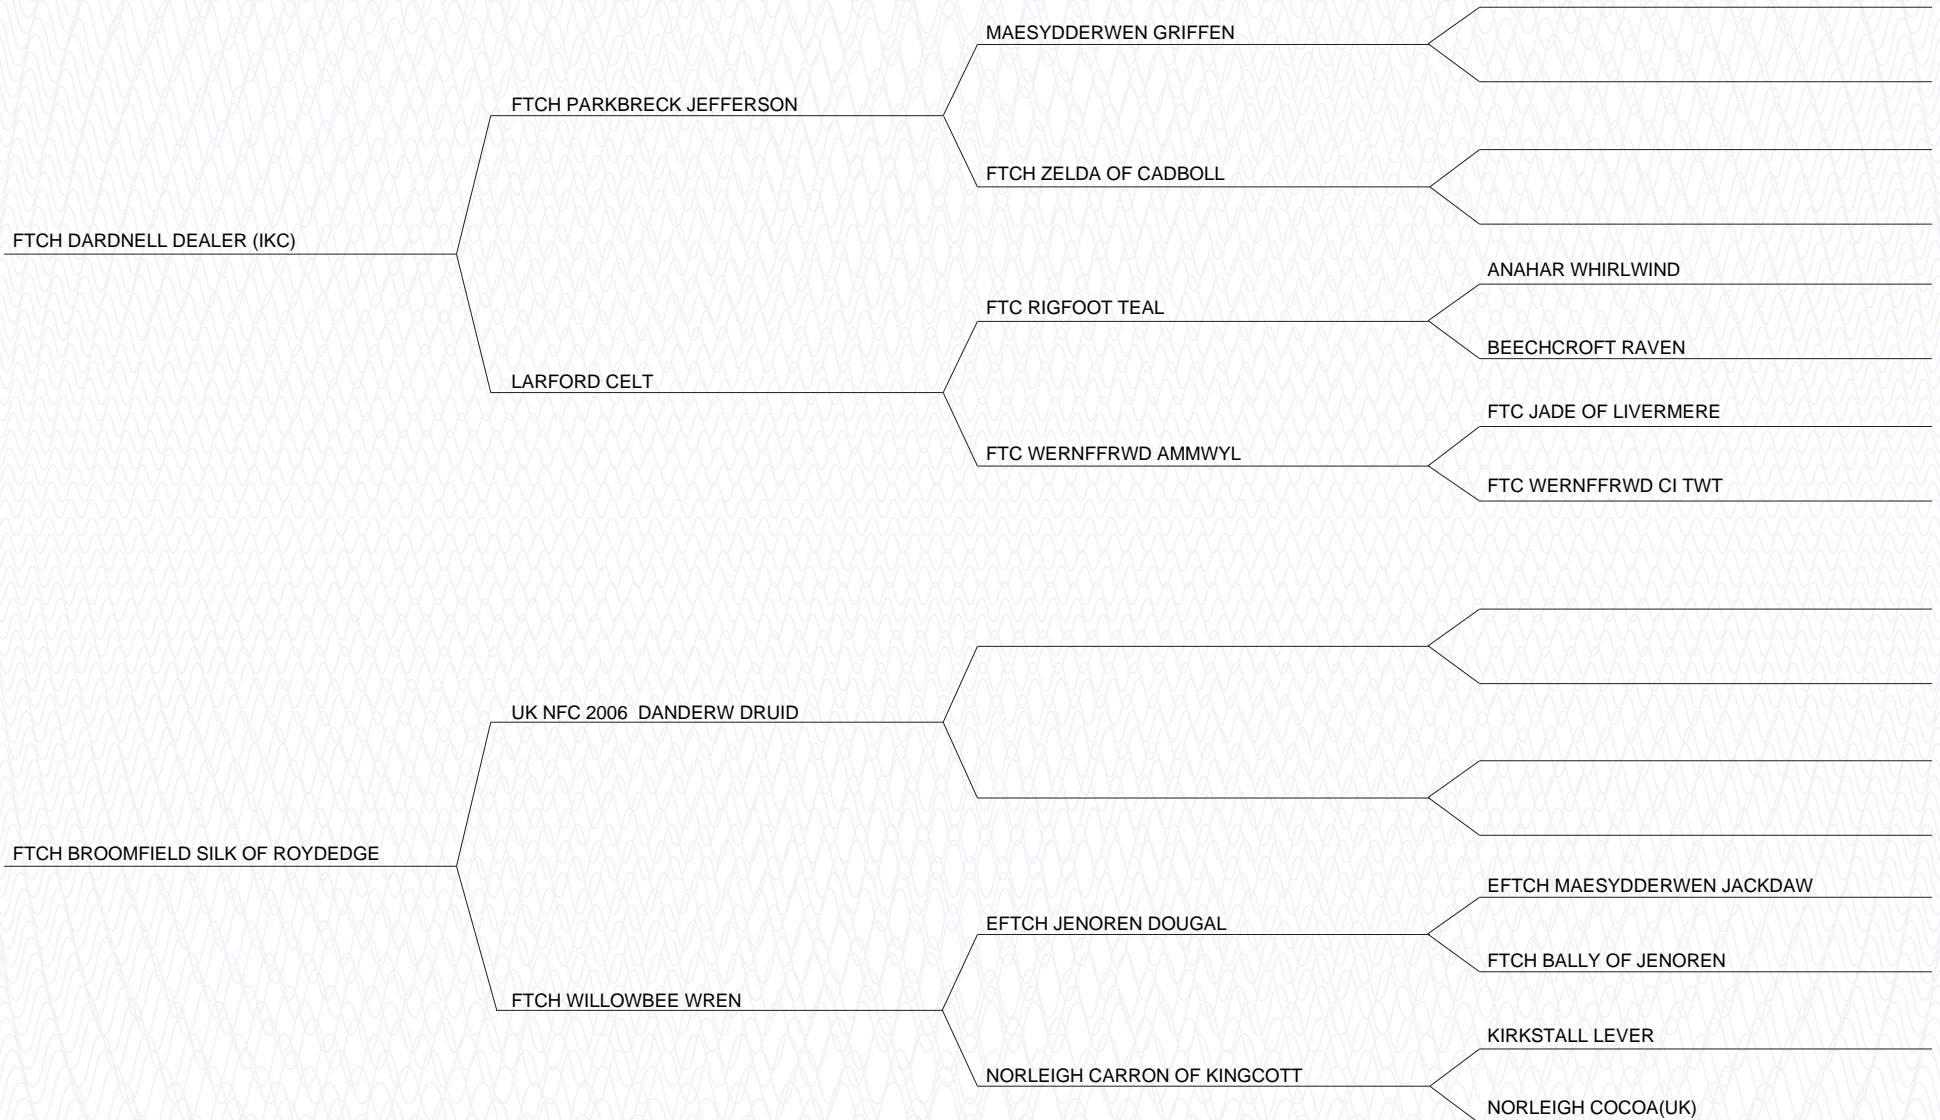 MAESYDDERWEN GRIFFEN
FTCH PARKBRECK JEFFERSON
FTCH ZELDA OF CADBOLL
FTCH DARDNELL DEALER (IKC)
ANAHAR WHIRLWIND
FTC RIGFOOT TEAL
BEECHCROFT RAVEN
LARFORD CELT
FTC JADE OF LIVERMERE
FTC WERNFFRWD AMMWYL
FTC WERNFFRWD CI TWT
UK NFC 2006  DANDERW DRUID
FTCH BROOMFIELD SILK OF ROYDEDGE
EFTCH MAESYDDERWEN JACKDAW
EFTCH JENOREN DOUGAL
FTCH BALLY OF JENOREN
FTCH WILLOWBEE WREN
KIRKSTALL LEVER
NORLEIGH CARRON OF KINGCOTT
NORLEIGH COCOA(UK)